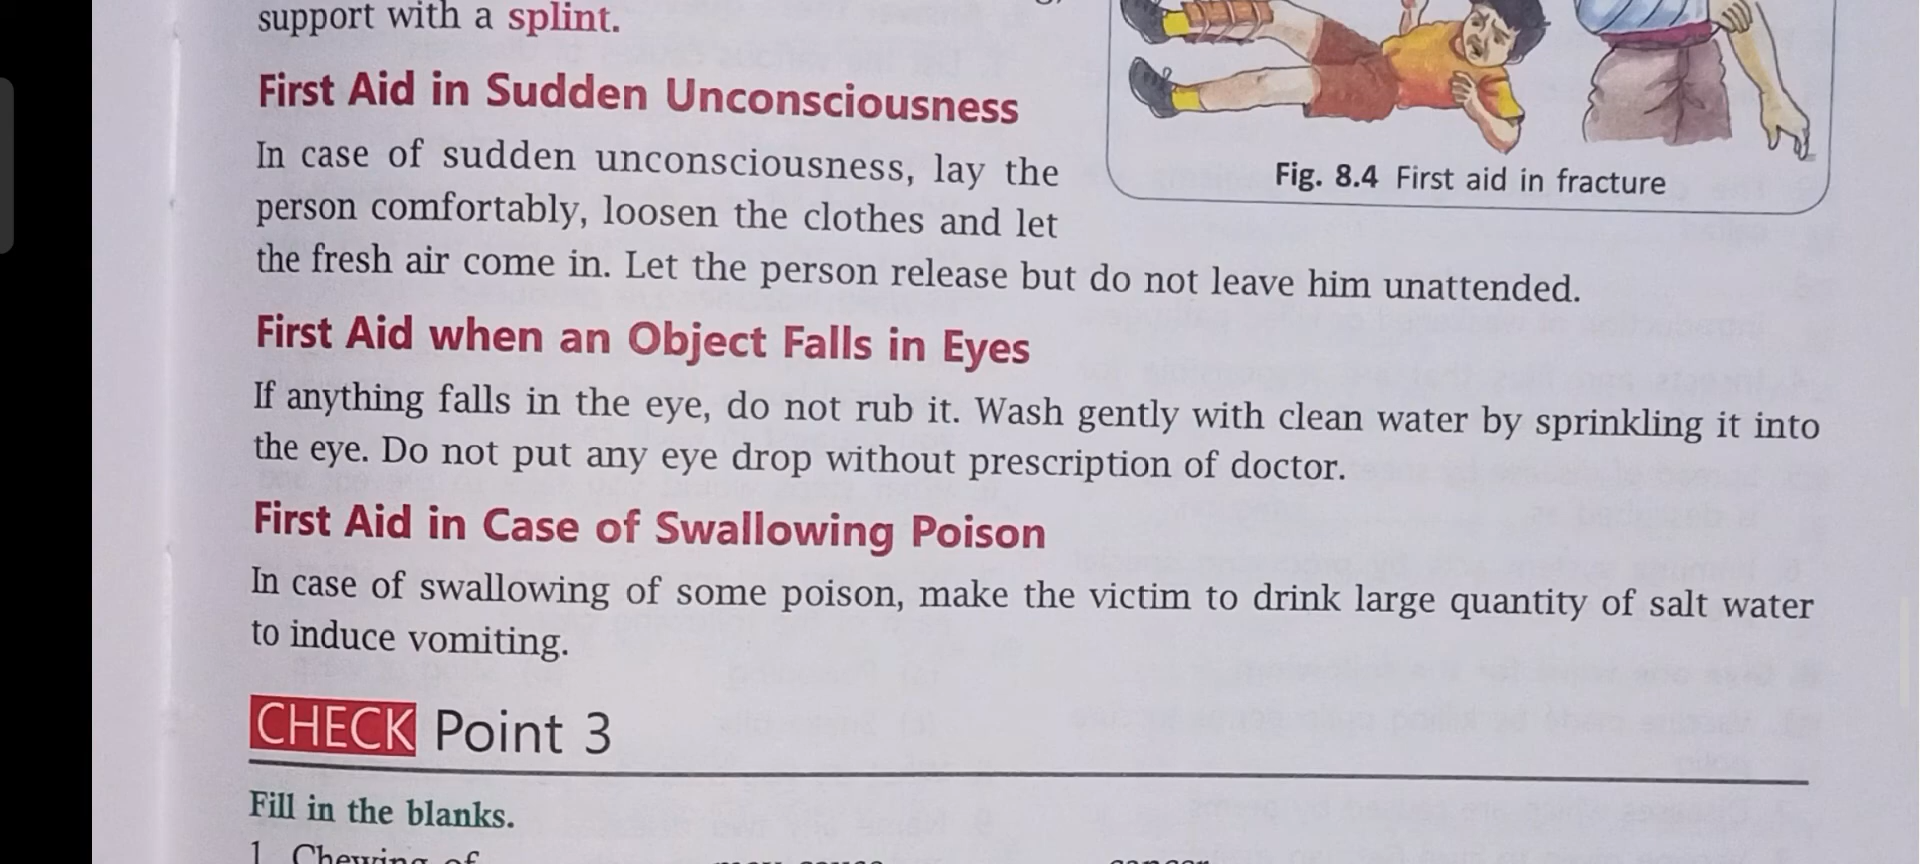 support with a splint.
First Aid in Sudden Unconsciousness
In case of sudden unconsciousness, lay the
person comfortably, loosen the clothes and let
the fresh air come in. Let the person release but do not leave him unattended.
Fig. 8.4 First aid in fracture
First Aid when an Object Falls in Eyes
If anything falls in the eye, do not rub it. Wash gently with clean water by sprinkling it into
the eye. Do not put any eye drop without prescription of doctor.
First Aid in Case of Swallowing Poison
In case of swallowing of some poison, make the victim to drink large quantity of salt water
to induce vomiting.
CHECK Point 3
Fill in the blanks.
1. Chewing of may cause cancer